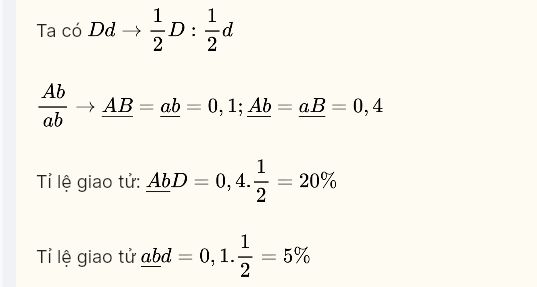 Ta có Dd → 1/2 D : 1/2 d
Ab/ab → AB = ab = 0,1; Ab = aB = 0,4
Tỉ lệ giao tử: AbD = 0,4.1/2 = 20%
Tỉ lệ giao tử abd = 0,1.1/2 = 5%